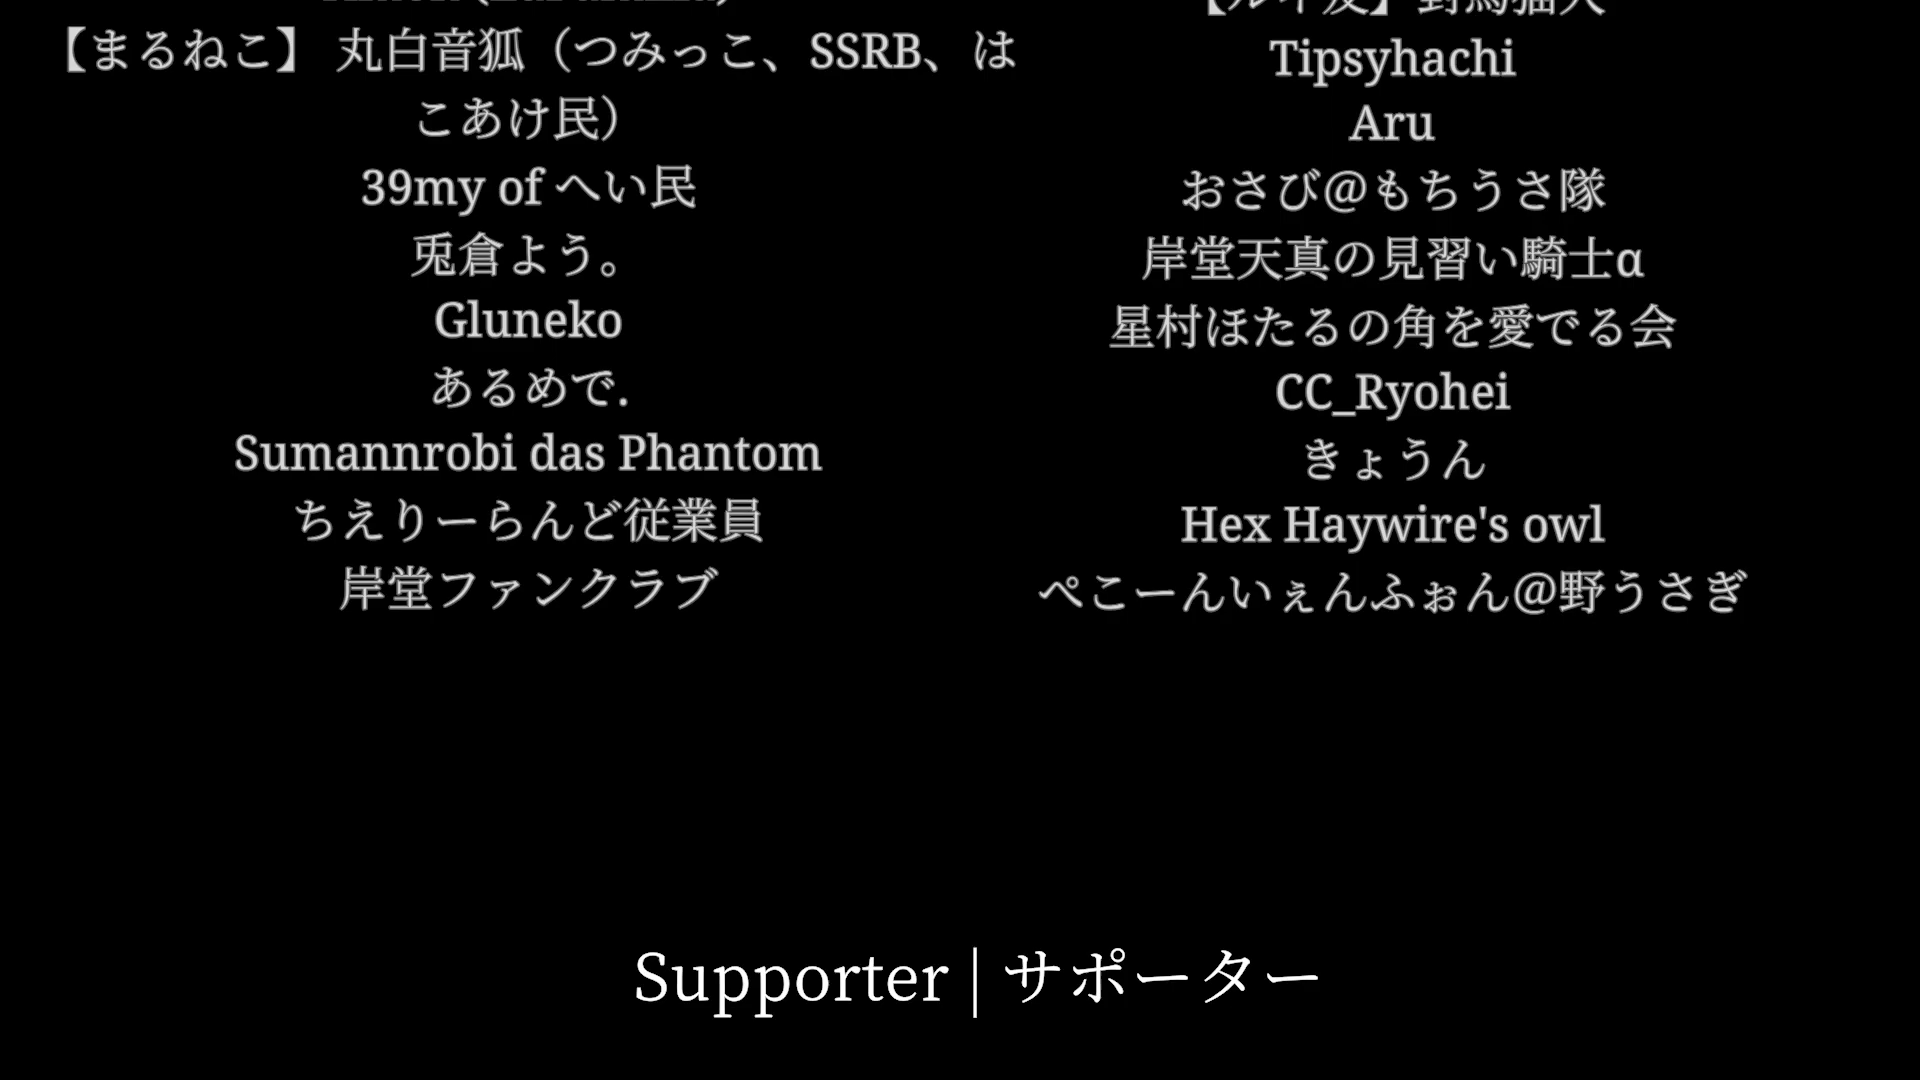 【まるねこ】 丸白音狐（つみっこ、SSRB、は
こあけ民）
39my of へい民
兎倉よう。
Gluneko
あるめで.
Sumannrobi das Phantom
ちえりーらんど従業員
岸堂ファンクラブ
Tipsyhachi
Aru
おさび@もちうさ隊
岸堂天真の見習い騎士α
星村ほたるの角を愛でる会
CC_Ryohei
きょうん
Hex Haywire's owl
ぺこーんいぇんふぉん@野うさぎ
Supporter | サポーター